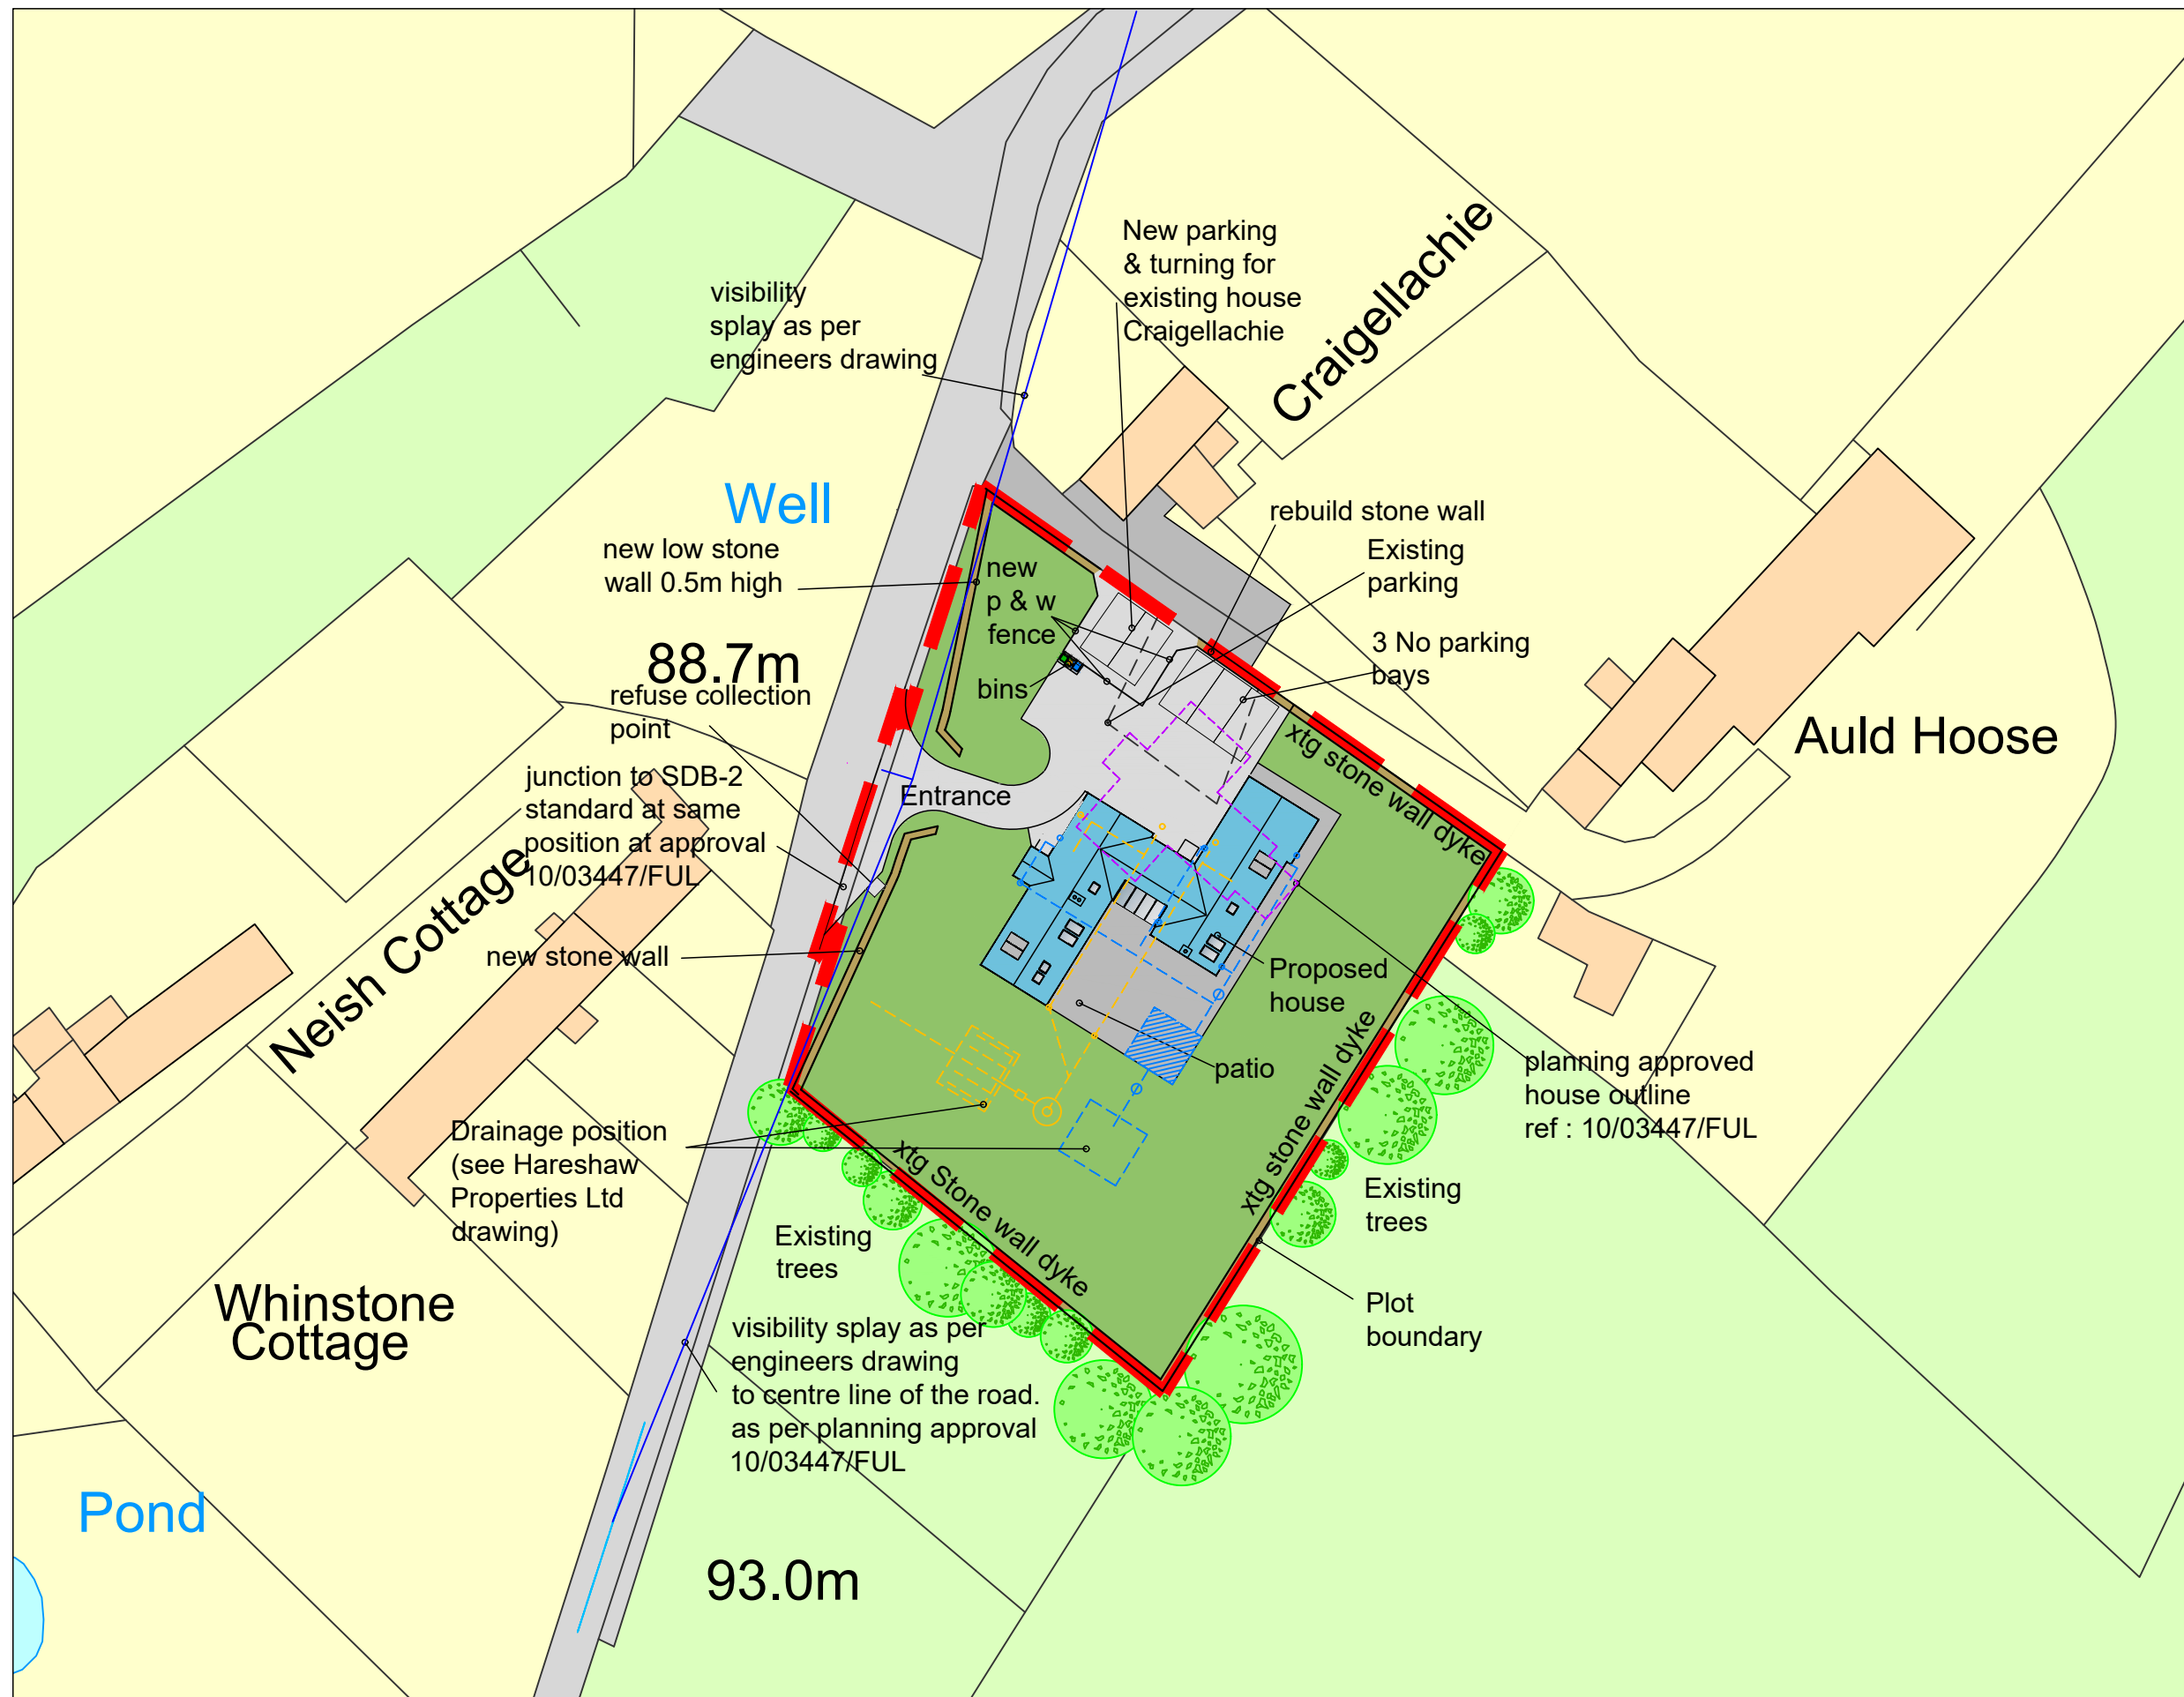 New parking
& turning for
existing house
Craigellachie
Craigellachie
visibility
splay as per
engineers drawing
Well
rebuild stone wall
new low stone
wall 0.5m high
new
p & w
fence
Existing
parking
88.7m
3 No parking
bays
refuse collection
point
bins
xtg stone wall dyke
Auld Hoose
junction to SDB-2
standard at same
position at approval
10/03447/FUL
Entrance
Neish Cottage
new stone wall
Proposed
house
patio
xtg stone wall dyke
planning approved
house outline
ref : 10/03447/FUL
Drainage position
(see Hareshaw
Properties Ltd
drawing)
xtg Stone wall dyke
Existing
trees
Existing
trees
Whinstone
Cottage
Plot
boundary
visibility splay as per
engineers drawing
to centre line of the road.
as per planning approval
10/03447/FUL
Pond
93.0m